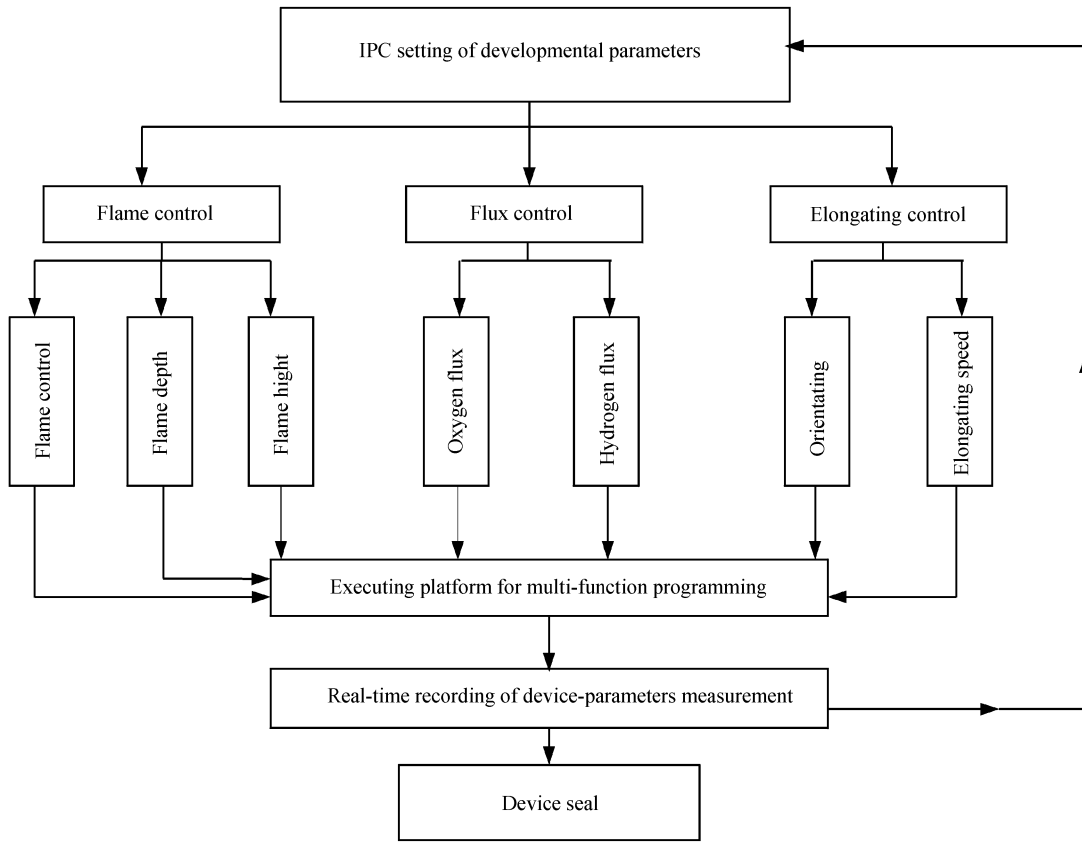 IPC setting of developmental parameters
Flame control
Flux control
Elongating control
Flame control
Flame depth
Flame hight
Oxygen flux
Hydrogen flux
Orientating
Elongating speed
Executing platform for multi-function programming
Real-time recording of device-parameters measurement
Device seal